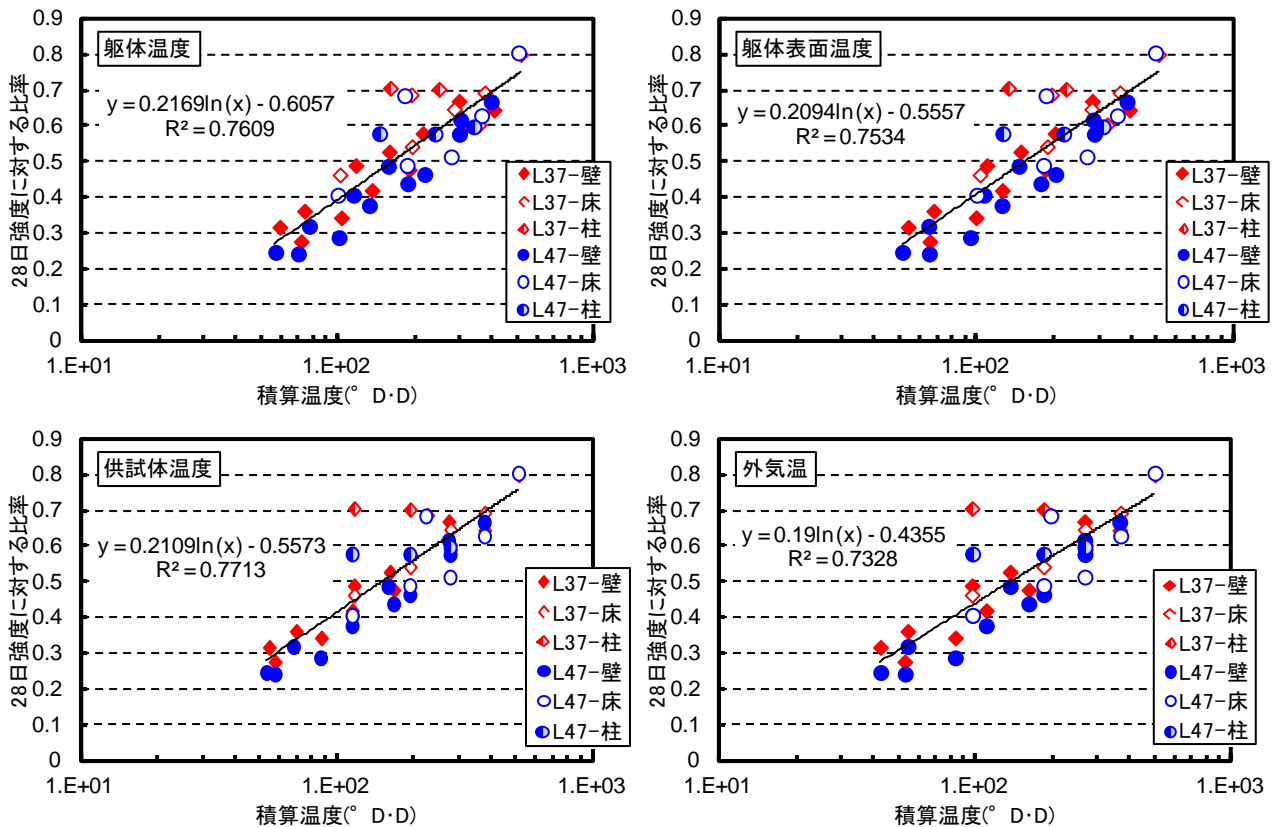 躯体温度
y = 0.2169ln(x) - 0.6057
R² = 0.7609
28日強度に対する比率
0.9
0.8
0.7
0.6
0.5
0.4
0.3
0.2
0.1
0
1.E+01
1.E+02
1.E+03
積算温度(°D・D)
L37-壁
L37-床
L37-柱
L47-壁
L47-床
L47-柱
躯体表面温度
y = 0.2094ln(x) - 0.5557
R² = 0.7534
28日強度に対する比率
0.9
0.8
0.7
0.6
0.5
0.4
0.3
0.2
0.1
0
1.E+01
1.E+02
1.E+03
積算温度(°D・D)
L37-壁
L37-床
L37-柱
L47-壁
L47-床
L47-柱
供試体温度
y = 0.2109ln(x) - 0.5573
R² = 0.7713
28日強度に対する比率
0.9
0.8
0.7
0.6
0.5
0.4
0.3
0.2
0.1
0
1.E+01
1.E+02
1.E+03
積算温度(°D・D)
L37-壁
L37-床
L37-柱
L47-壁
L47-床
L47-柱
外気温
y = 0.19ln(x) - 0.4355
R² = 0.7328
28日強度に対する比率
0.9
0.8
0.7
0.6
0.5
0.4
0.3
0.2
0.1
0
1.E+01
1.E+02
1.E+03
積算温度(°D・D)
L37-壁
L37-床
L37-柱
L47-壁
L47-床
L47-柱